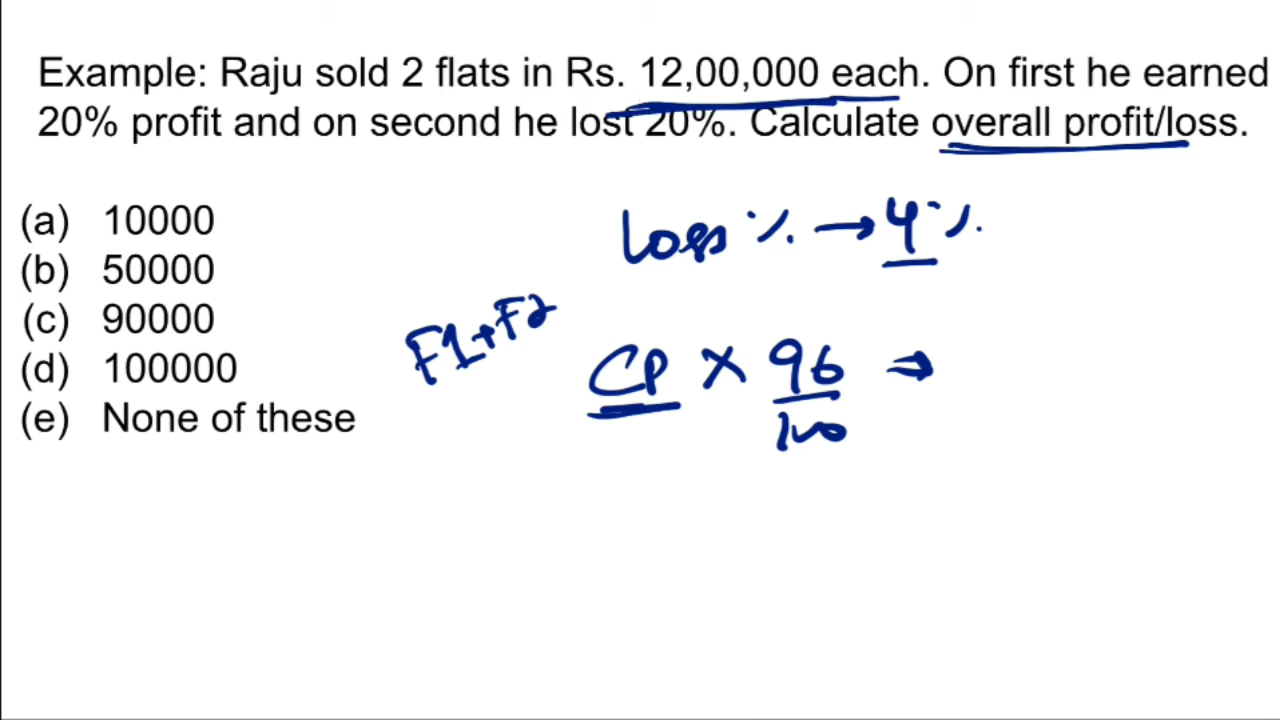 Example: Raju sold 2 flats in Rs. 12,00,000 each. On first he earned
20% profit and on second he lost 20%. Calculate overall profit/loss.
(a) 10000
(b) 50000
(c) 90000
(d) 100000
(e) None of these
Loss % → 4%
F1+F2
CP × 96/100 →